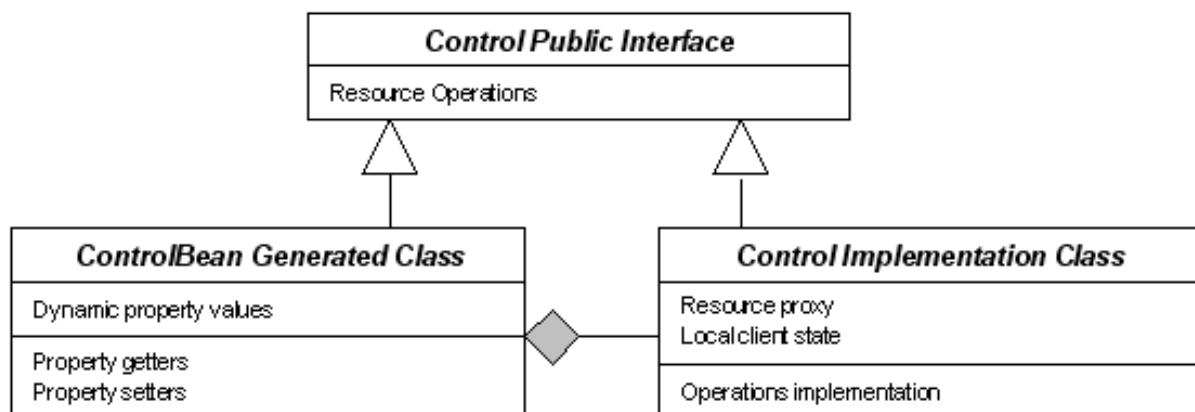 Control Public Interface
Resource Operations
ControlBean Generated Class
Dynamic property values
Property getters
Property setters
Control Implementation Class
Resource proxy
Local client state
Operations implementation